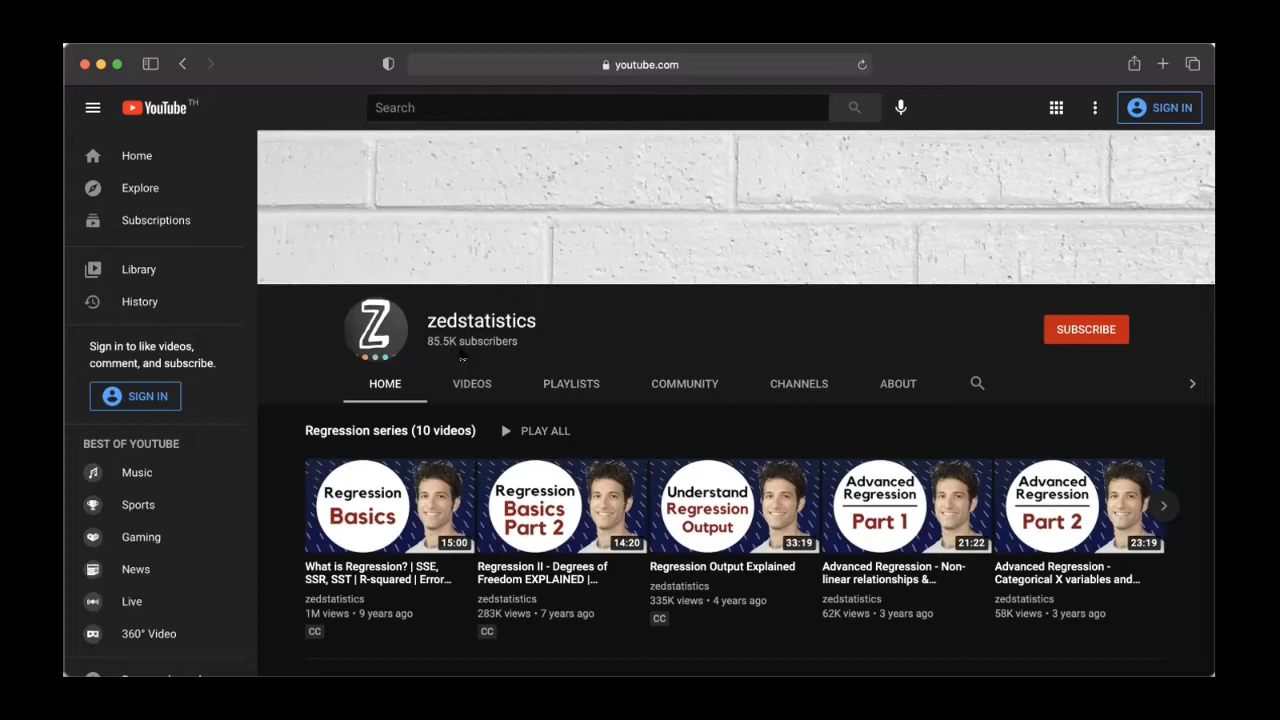 youtube.com
YouTube TH
Search
SIGN IN
Home
Explore
Subscriptions
Library
History
Sign in to like videos,
comment, and subscribe.
SIGN IN
BEST OF YOUTUBE
Music
Sports
Gaming
News
Live
360° Video
Z
zedstatistics
85.5K subscribers
SUBSCRIBE
HOME VIDEOS PLAYLISTS COMMUNITY CHANNELS ABOUT
Regression series (10 videos) PLAY ALL
Regression
Basics
15:00
What is Regression? | SSE,
SSR, SST | R-squared | Error...
zedstatistics
1M views • 9 years ago
CC
Regression
Basics
Part 2
14:20
Regression II - Degrees of
Freedom EXPLAINED |...
zedstatistics
283K views • 7 years ago
CC
Understand
Regression
Output
33:19
Regression Output Explained
zedstatistics
335K views • 4 years ago
CC
Advanced
Regression
Part 1
21:22
Advanced Regression - Non-
linear relationships &...
zedstatistics
62K views • 3 years ago
Advanced
Regression
Part 2
23:19
Advanced Regression -
Categorical X variables and...
zedstatistics
58K views • 3 years ago